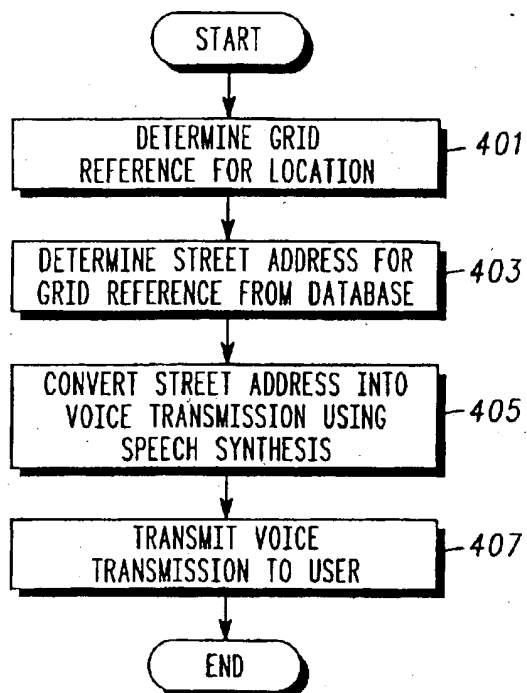 START
DETERMINE GRID
REFERENCE FOR LOCATION
401
DETERMINE STREET ADDRESS FOR
GRID REFERENCE FROM DATABASE
403
CONVERT STREET ADDRESS INTO
VOICE TRANSMISSION USING
SPEECH SYNTHESIS
405
TRANSMIT VOICE
TRANSMISSION TO USER
407
END